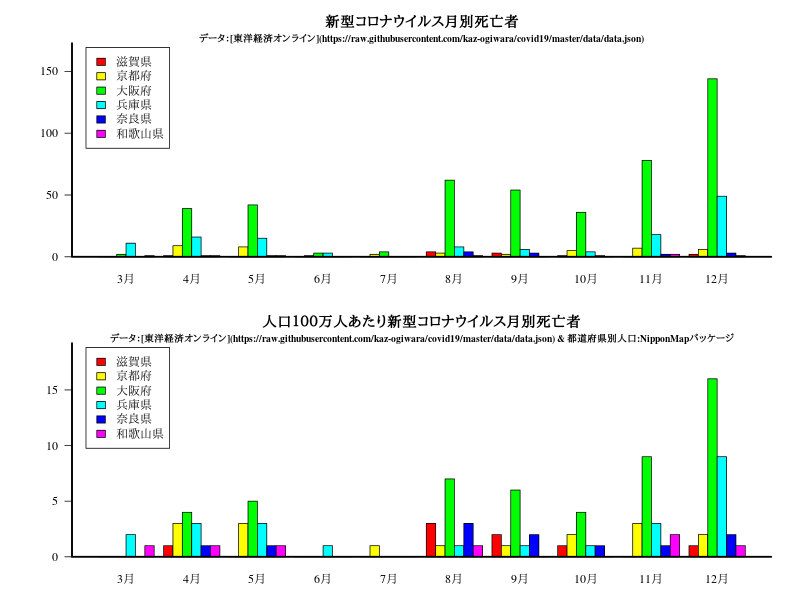 新型コロナウイルス月別死亡者
データ:[東洋経済オンライン](https://raw.githubusercontent.com/kaz-ogiwara/covid19/master/data/data.json)
滋賀県
京都府
大阪府
兵庫県
奈良県
和歌山県
150
100
50
0
3月 4月 5月 6月 7月 8月 9月 10月 11月 12月
人口100万人あたり新型コロナウイルス月別死亡者
データ:[東洋経済オンライン](https://raw.githubusercontent.com/kaz-ogiwara/covid19/master/data/data.json) & 都道府県別人口:NipponMapパッケージ
滋賀県
京都府
大阪府
兵庫県
奈良県
和歌山県
15
10
5
0
3月 4月 5月 6月 7月 8月 9月 10月 11月 12月